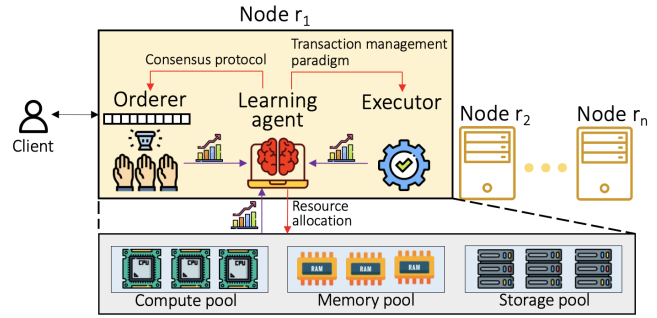 Node r1
Consensus protocol
Transaction management
paradigm
Orderer
Learning
agent
Executor
Client
Node r2
Node rn
Resource
allocation
CPU
CPU
CPU
RAM
RAM
RAM
Compute pool
Memory pool
Storage pool